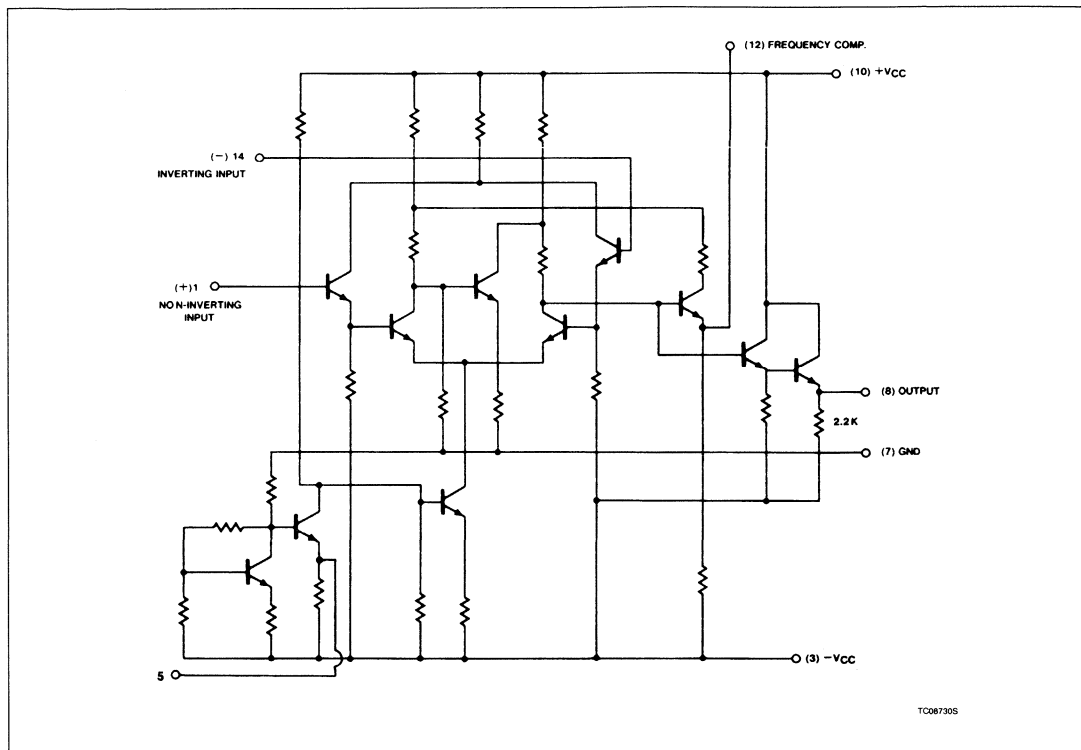 (12) FREQUENCY COMP.
(10) +VCC
(−) 14
INVERTING INPUT
(+)1
NON-INVERTING
INPUT
(8) OUTPUT
2.2K
(7) GND
(3) −VCC
5
TC08730S